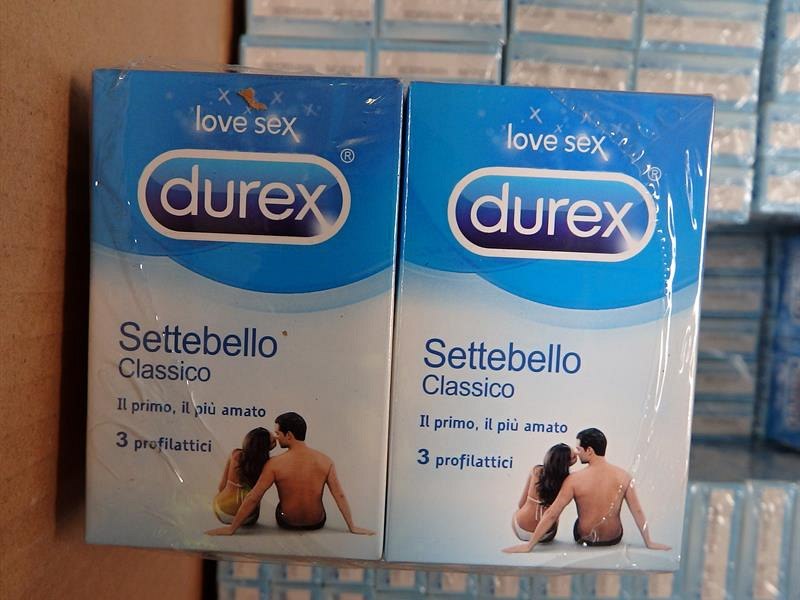 love sex
durex®
Settebello
Classico
Il primo, il più amato
3 profilattici
love sex
durex®
Settebello
Classico
Il primo, il più amato
3 profilattici